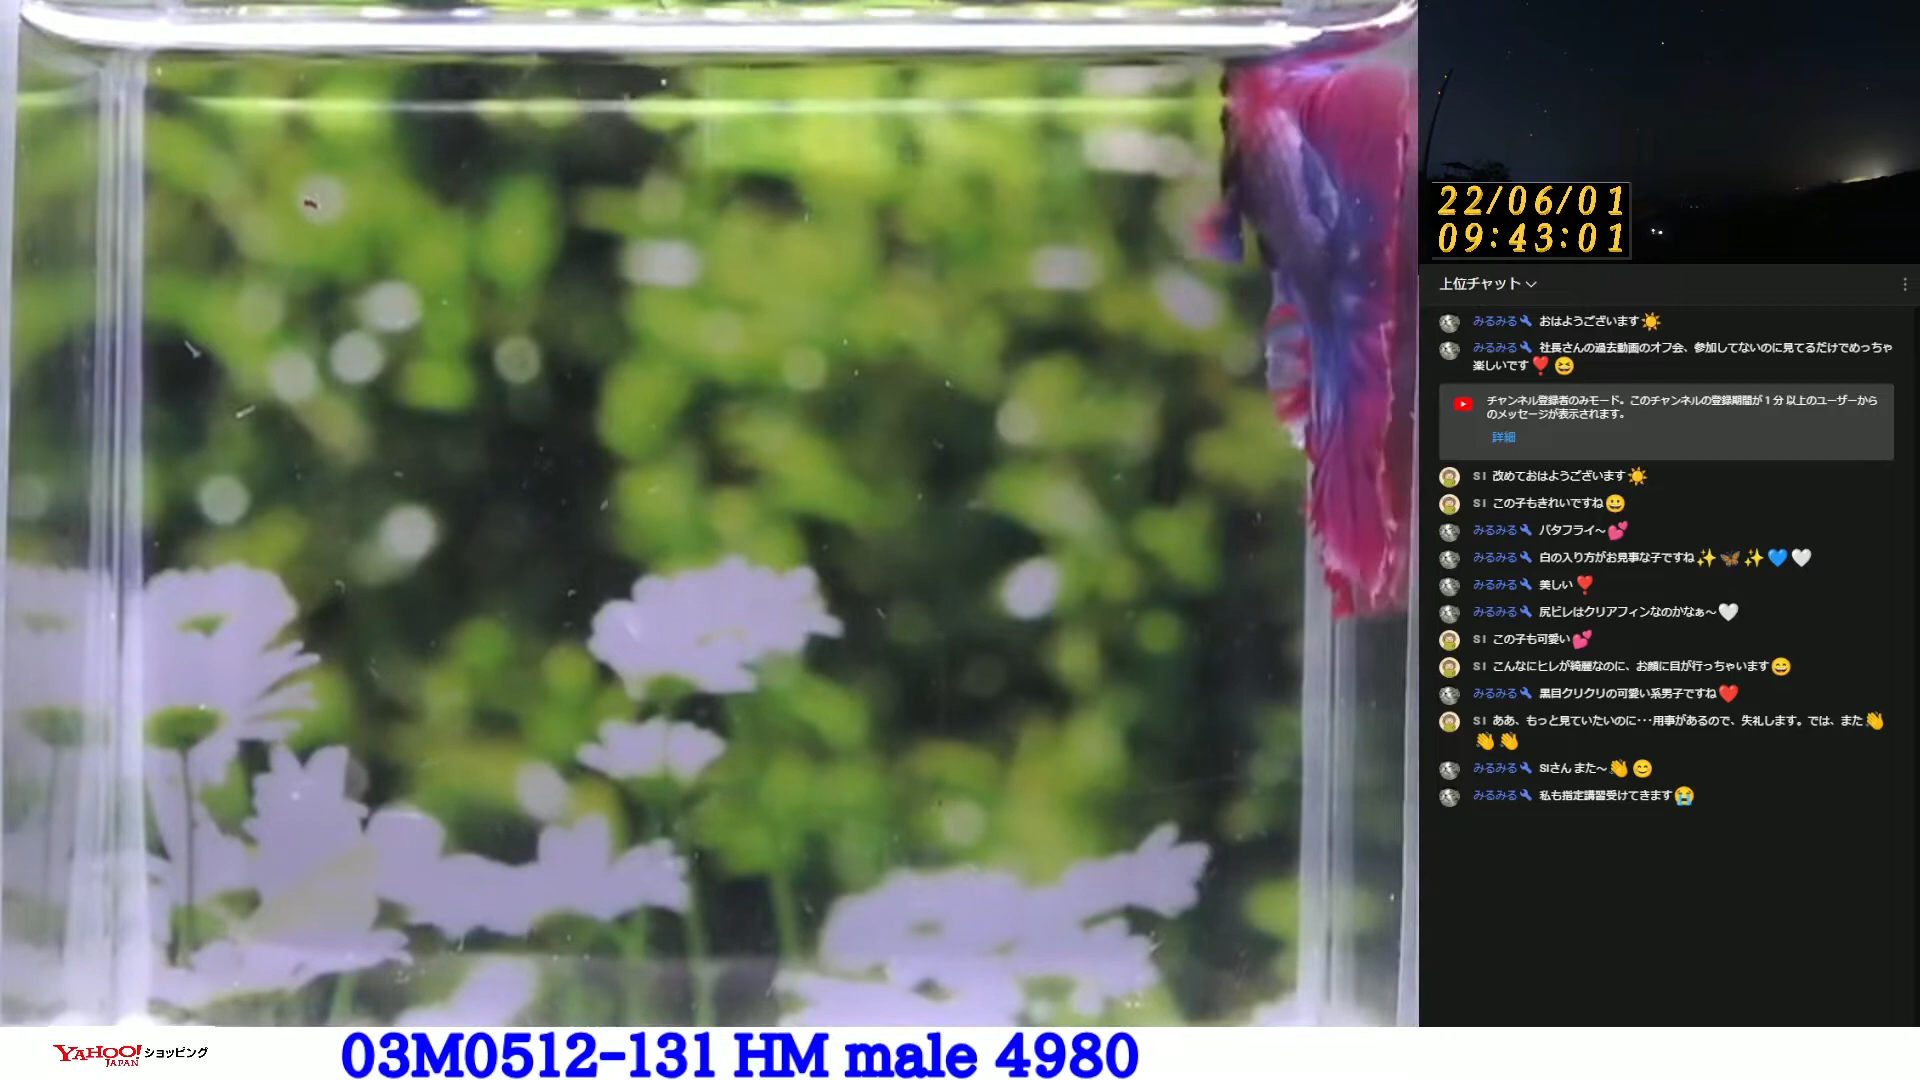 22/06/01
09:43:01
上位チャット
みるみる おはようございます☀️
みるみる 社長さんの過去動画のオフ会、参加してないのに見てるだけでめっちゃ
楽しいです❣️😆
チャンネル登録者のみモード。このチャンネルの登録期間が 1 分 以上のユーザーから
のメッセージが表示されます。
詳細
S I 改めておはようございます☀️
S I この子もきれいですね😀
みるみる バタフライ〜💕
みるみる 白の入り方がお見事な子ですね✨🦋✨💙🤍
みるみる 美しい❣️
みるみる 尻ビレはクリアフィンなのかなぁ〜🤍
S I この子も可愛い💕
S I こんなにヒレが綺麗なのに、お顔に目が行っちゃいます😄
みるみる 黒目クリクリの可愛い系男子ですね❤️
S I ああ、もっと見ていたいのに･･･用事があるので、失礼します。では、また👋
👋👋
みるみる SIさん また〜👋😊
みるみる 私も指定講習受けてきます😭
YAHOO! JAPAN ショッピング
03M0512-131 HM male 4980